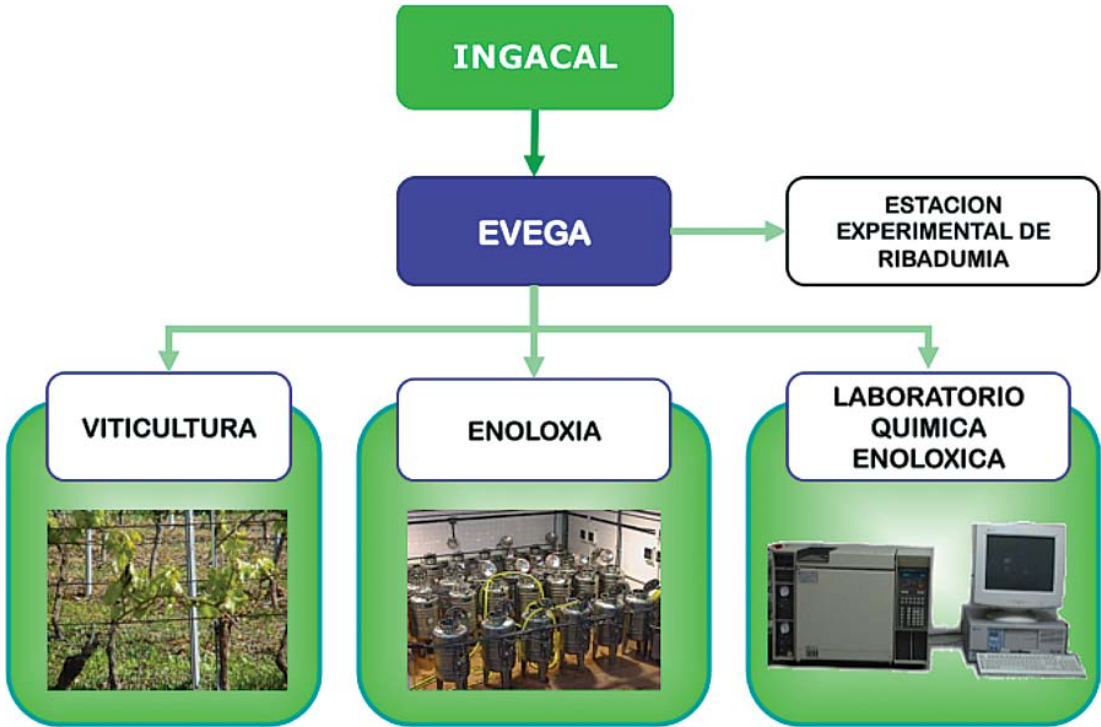 INGACAL
EVEGA
ESTACION
EXPERIMENTAL DE
RIBADUMIA
VITICULTURA
ENOLOXIA
LABORATORIO
QUIMICA
ENOLOXICA